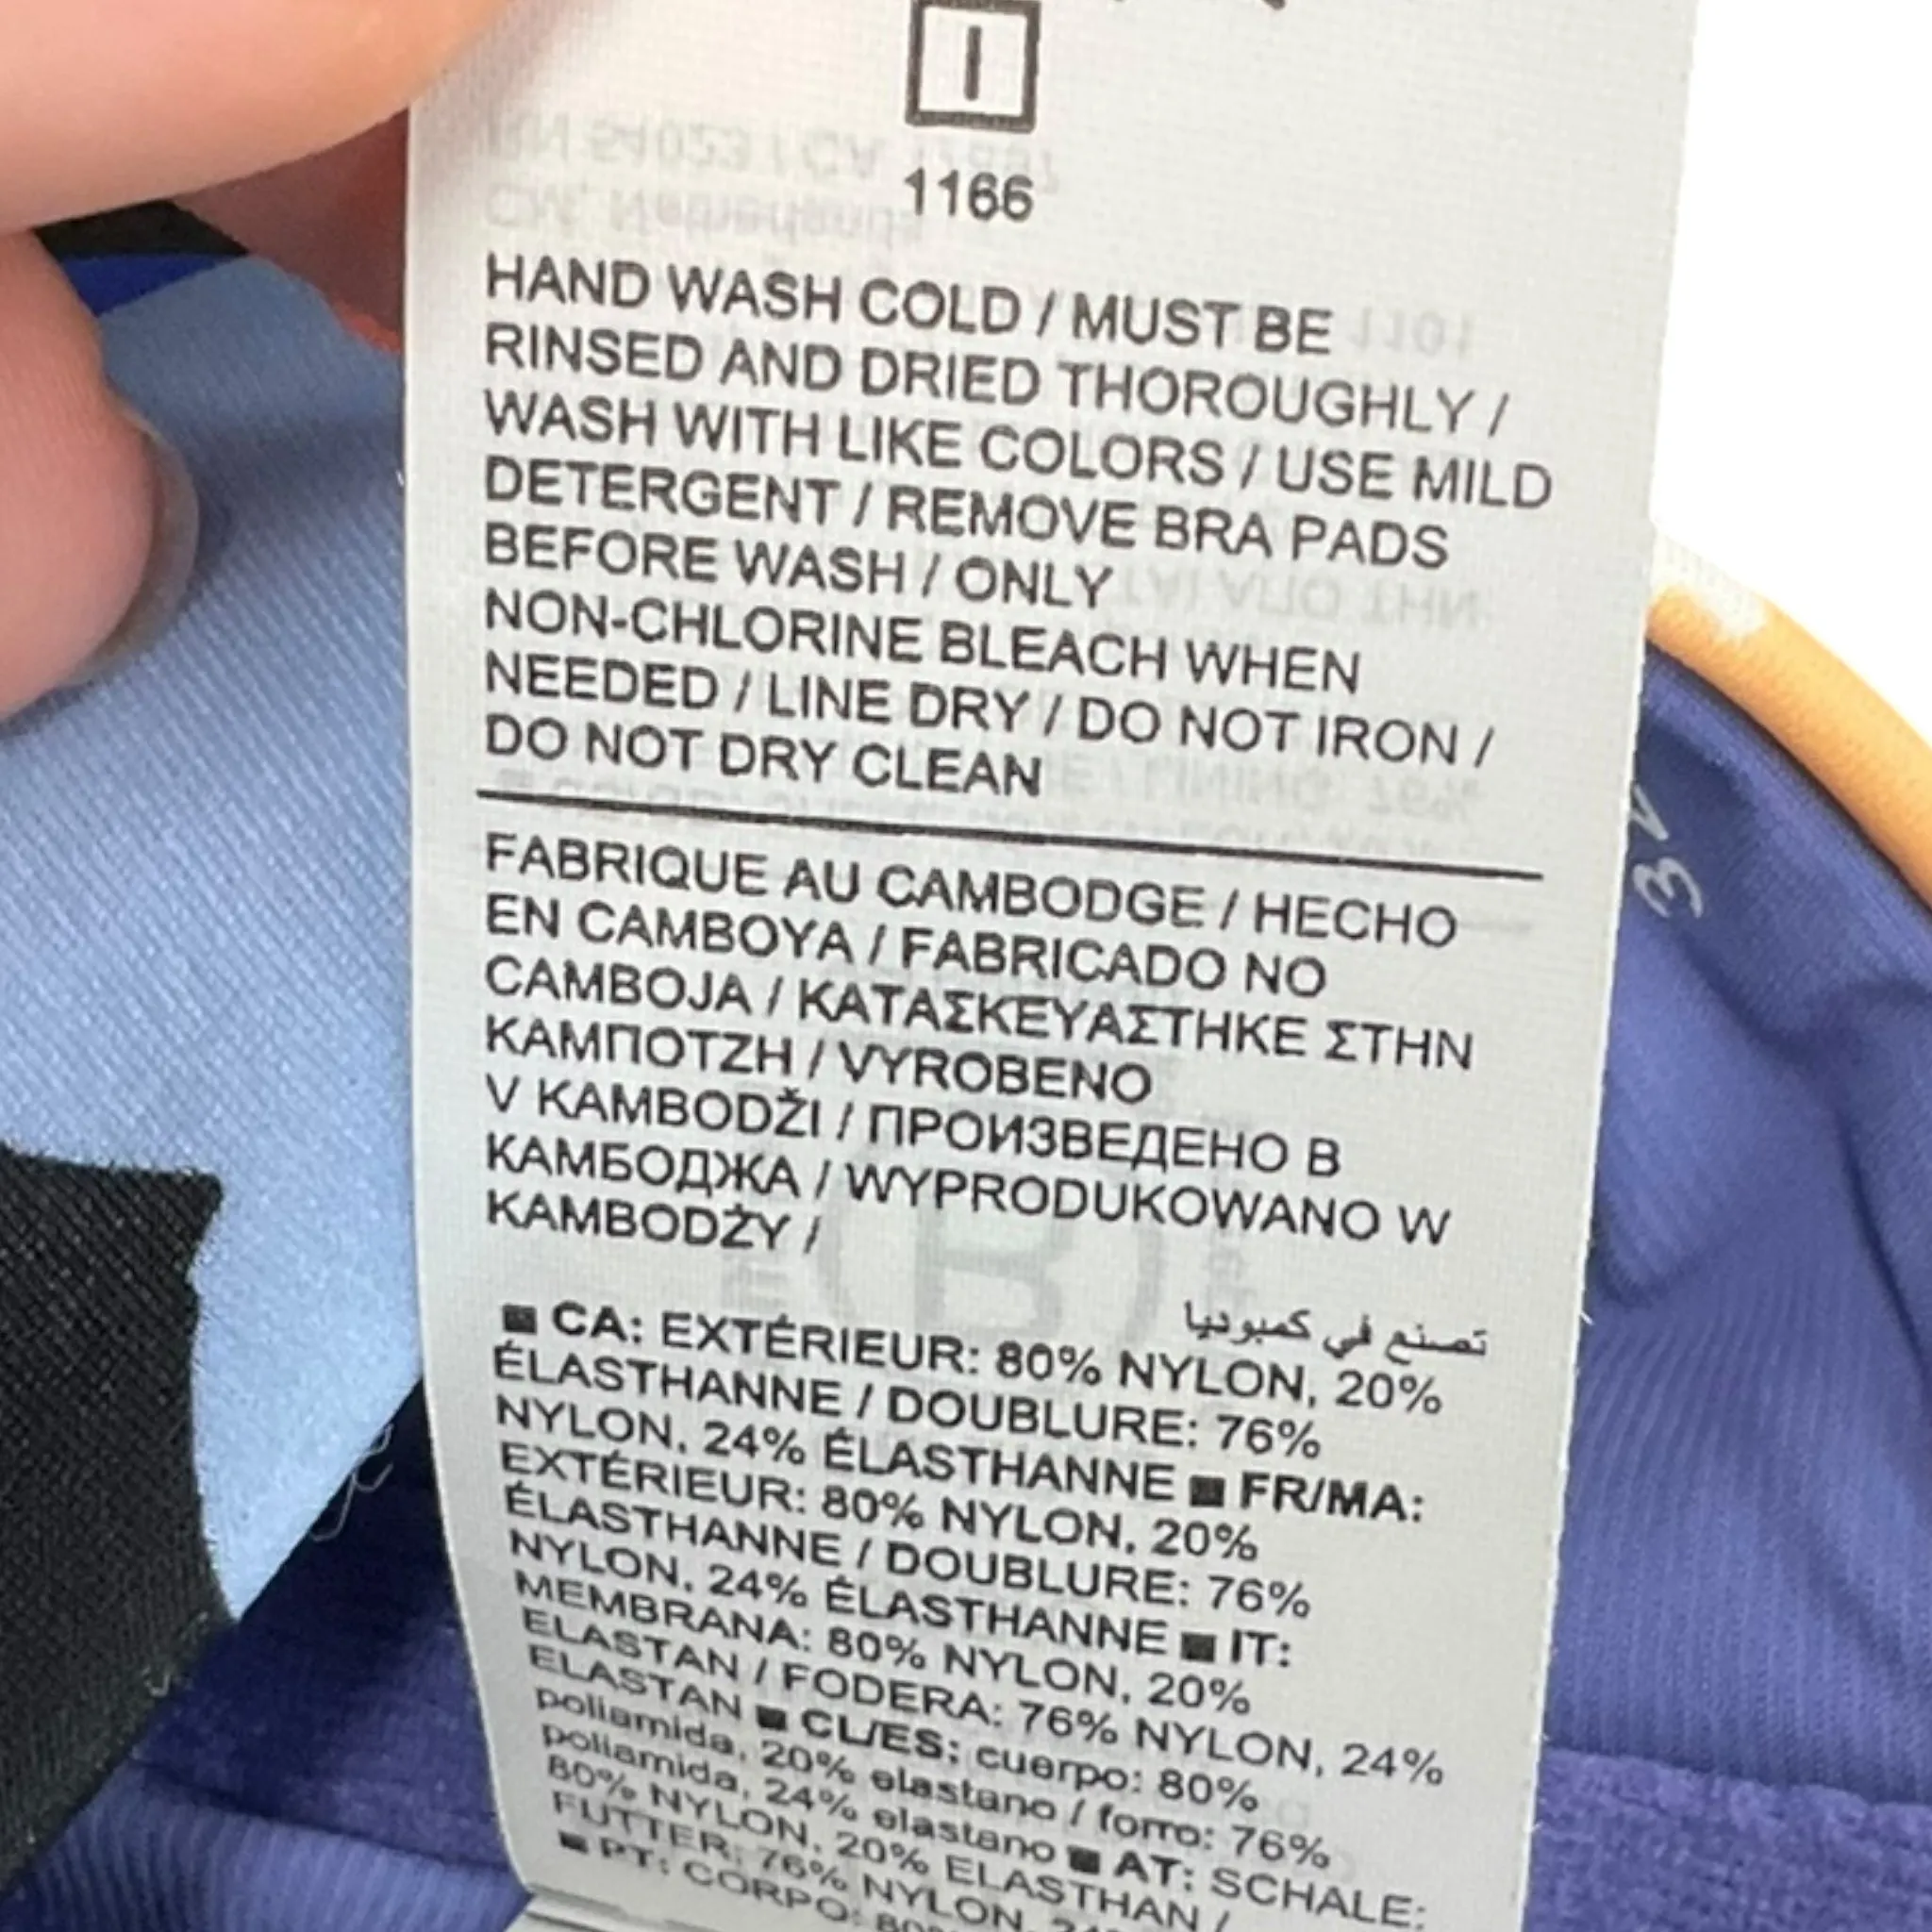 1166
HAND WASH COLD / MUST BE
RINSED AND DRIED THOROUGHLY /
WASH WITH LIKE COLORS / USE MILD
DETERGENT / REMOVE BRA PADS
BEFORE WASH / ONLY
NON-CHLORINE BLEACH WHEN
NEEDED / LINE DRY / DO NOT IRON /
DO NOT DRY CLEAN
FABRIQUE AU CAMBODGE / HECHO
EN CAMBOYA / FABRICADO NO
CAMBOJA / ΚΑΤΑΣΚΕΥΑΣΤΗΚΕ ΣΤΗΝ
ΚΑΜΠΟΤΖΗ / VYROBENO
V KAMBODŽI / ПРОИЗВЕДЕНО В
КАМБОДЖА / WYPRODUKOWANO W
KAMBODŻY /
تصنع في كمبوديا
■ CA: EXTÉRIEUR: 80% NYLON, 20%
ÉLASTHANNE / DOUBLURE: 76%
NYLON, 24% ÉLASTHANNE ■ FR/MA:
EXTÉRIEUR: 80% NYLON, 20%
ÉLASTHANNE / DOUBLURE: 76%
NYLON, 24% ÉLASTHANNE ■ IT:
MEMBRANA: 80% NYLON, 20%
ELASTAN / FODERA: 76% NYLON, 24%
ELASTAN ■ CL/ES: cuerpo: 80%
poliamida, 20% elastano / forro: 76%
poliamida, 24% elastano ■ AT: SCHALE:
80% NYLON, 20% ELASTHAN /
FUTTER: 76% NYLON,
■ PT: CORPO: